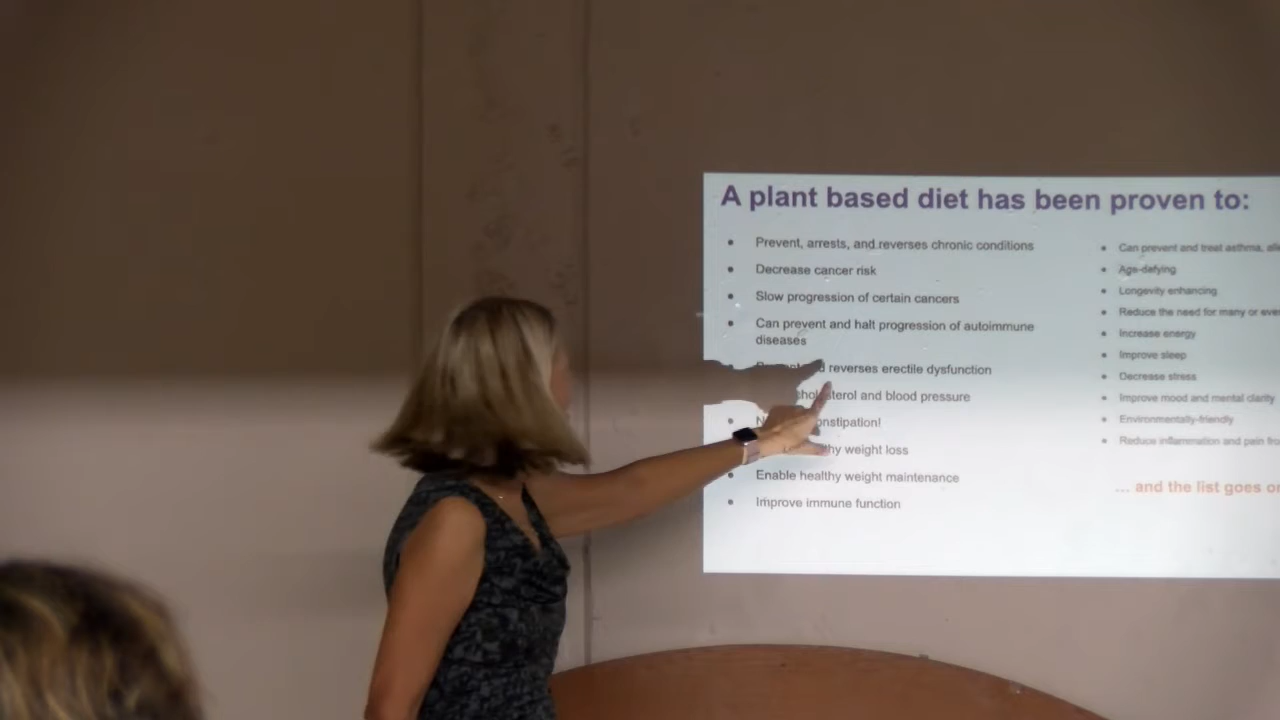 A plant based diet has been proven to:
• Prevent, arrests, and reverses chronic conditions
• Decrease cancer risk
• Slow progression of certain cancers
• Can prevent and halt progression of autoimmune
diseases
reverses erectile dysfunction
and blood pressure
weight loss
• Enable healthy weight maintenance
• Improve immune function
• Can prevent and treat asthma,
• Age-defying
• Longevity enhancing
• Reduce the need for many or
• Increase energy
• Improve sleep
• Decrease stress
• Improve mood and mental clarity
• Environmentally-friendly
• Reduce inflammation and pain
... and the list goes